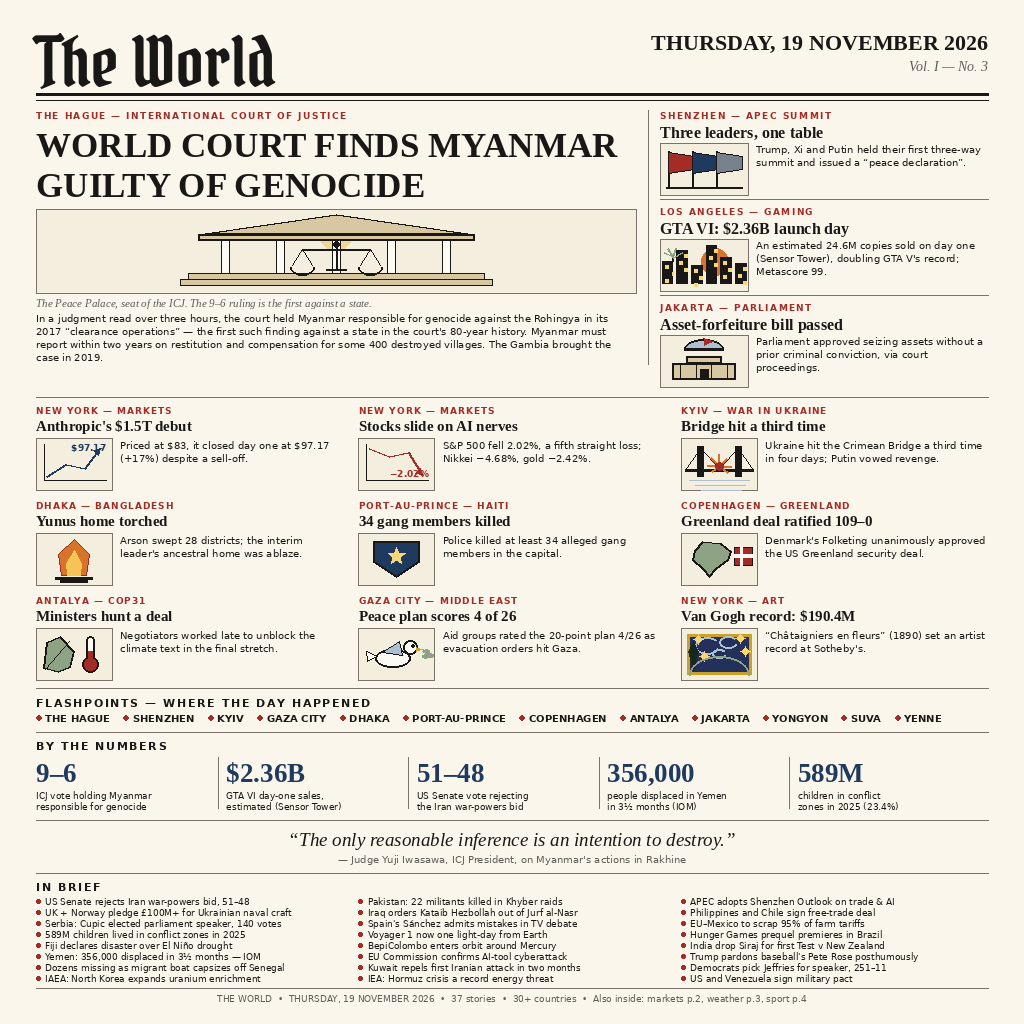 The World
THURSDAY, 19 NOVEMBER 2026
Vol. I — No. 3
THE HAGUE — INTERNATIONAL COURT OF JUSTICE
WORLD COURT FINDS MYANMAR
GUILTY OF GENOCIDE
The Peace Palace, seat of the ICJ. The 9–6 ruling is the first against a state.
In a judgment read over three hours, the court held Myanmar responsible for genocide against the Rohingya in its
2017 “clearance operations” — the first such finding against a state in the court's 80-year history. Myanmar must
report within two years on restitution and compensation for some 400 destroyed villages. The Gambia brought the
case in 2019.
SHENZHEN — APEC SUMMIT
Three leaders, one table
Trump, Xi and Putin held their first three-way
summit and issued a “peace declaration”.
LOS ANGELES — GAMING
GTA VI: $2.36B launch day
An estimated 24.6M copies sold on day one
(Sensor Tower), doubling GTA V's record;
Metascore 99.
JAKARTA — PARLIAMENT
Asset-forfeiture bill passed
Parliament approved seizing assets without a
prior criminal conviction, via court
proceedings.
NEW YORK — MARKETS
Anthropic's $1.5T debut
$97.17
Priced at $83, it closed day one at $97.17
(+17%) despite a sell-off.
NEW YORK — MARKETS
Stocks slide on AI nerves
−2.02%
S&P 500 fell 2.02%, a fifth straight loss;
Nikkei −4.68%, gold −2.42%.
KYIV — WAR IN UKRAINE
Bridge hit a third time
Ukraine hit the Crimean Bridge a third time
in four days; Putin vowed revenge.
DHAKA — BANGLADESH
Yunus home torched
Arson swept 28 districts; the interim
leader's ancestral home was ablaze.
PORT-AU-PRINCE — HAITI
34 gang members killed
Police killed at least 34 alleged gang
members in the capital.
COPENHAGEN — GREENLAND
Greenland deal ratified 109–0
Denmark's Folketing unanimously approved
the US Greenland security deal.
ANTALYA — COP31
Ministers hunt a deal
Negotiators worked late to unblock the
climate text in the final stretch.
GAZA CITY — MIDDLE EAST
Peace plan scores 4 of 26
Aid groups rated the 20-point plan 4/26 as
evacuation orders hit Gaza.
NEW YORK — ART
Van Gogh record: $190.4M
“Châtaigniers en fleurs” (1890) set an artist
record at Sotheby's.
FLASHPOINTS — WHERE THE DAY HAPPENED
THE HAGUE SHENZHEN KYIV GAZA CITY DHAKA PORT-AU-PRINCE COPENHAGEN ANTALYA JAKARTA YONGYON SUVA YENNE
BY THE NUMBERS
9–6
ICJ vote holding Myanmar
responsible for genocide
$2.36B
GTA VI day-one sales,
estimated (Sensor Tower)
51–48
US Senate vote rejecting
the Iran war-powers bid
356,000
people displaced in Yemen
in 3½ months (IOM)
589M
children in conflict
zones in 2025 (23.4%)
“The only reasonable inference is an intention to destroy.”
— Judge Yuji Iwasawa, ICJ President, on Myanmar's actions in Rakhine
IN BRIEF
US Senate rejects Iran war-powers bid, 51–48
UK + Norway pledge £100M+ for Ukrainian naval craft
Serbia: Cupic elected parliament speaker, 140 votes
589M children lived in conflict zones in 2025
Fiji declares disaster over El Niño drought
Yemen: 356,000 displaced in 3½ months — IOM
Dozens missing as migrant boat capsizes off Senegal
IAEA: North Korea expands uranium enrichment
Pakistan: 22 militants killed in Khyber raids
Iraq orders Kataib Hezbollah out of Jurf al-Nasr
Spain's Sánchez admits mistakes in TV debate
Voyager 1 now one light-day from Earth
BepiColombo enters orbit around Mercury
EU Commission confirms AI-tool cyberattack
Kuwait repels first Iranian attack in two months
IEA: Hormuz crisis a record energy threat
APEC adopts Shenzhen Outlook on trade & AI
Philippines and Chile sign free-trade deal
EU–Mexico to scrap 95% of farm tariffs
Hunger Games prequel premieres in Brazil
India drop Siraj for first Test v New Zealand
Trump pardons baseball's Pete Rose posthumously
Democrats pick Jeffries for speaker, 251–11
US and Venezuela sign military pact
THE WORLD • THURSDAY, 19 NOVEMBER 2026 • 37 stories • 30+ countries • Also inside: markets p.2, weather p.3, sport p.4